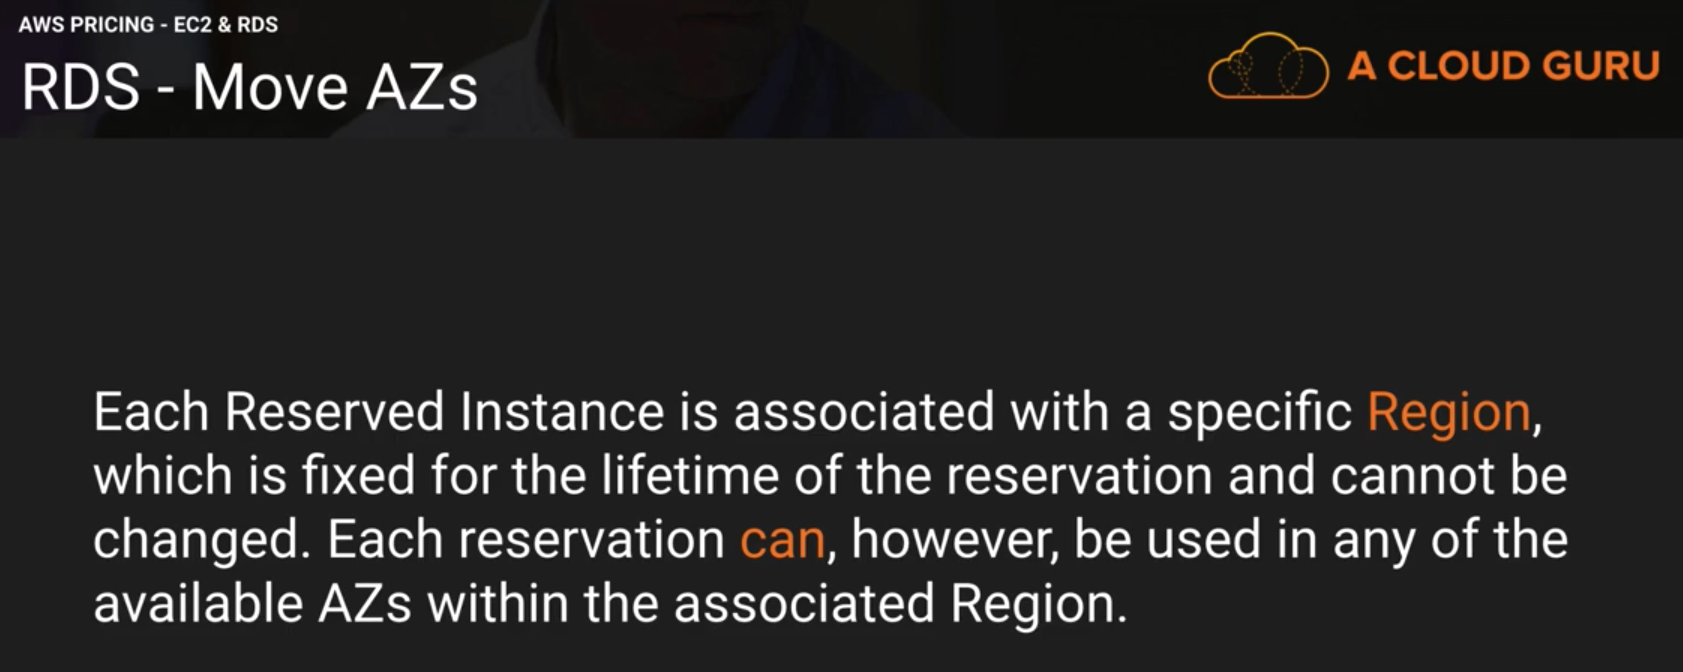 AWS PRICING - EC2 & RDS
RDS - Move AZs
A CLOUD GURU
Each Reserved Instance is associated with a specific Region,
which is fixed for the lifetime of the reservation and cannot be
changed. Each reservation can, however, be used in any of the
available AZs within the associated Region.